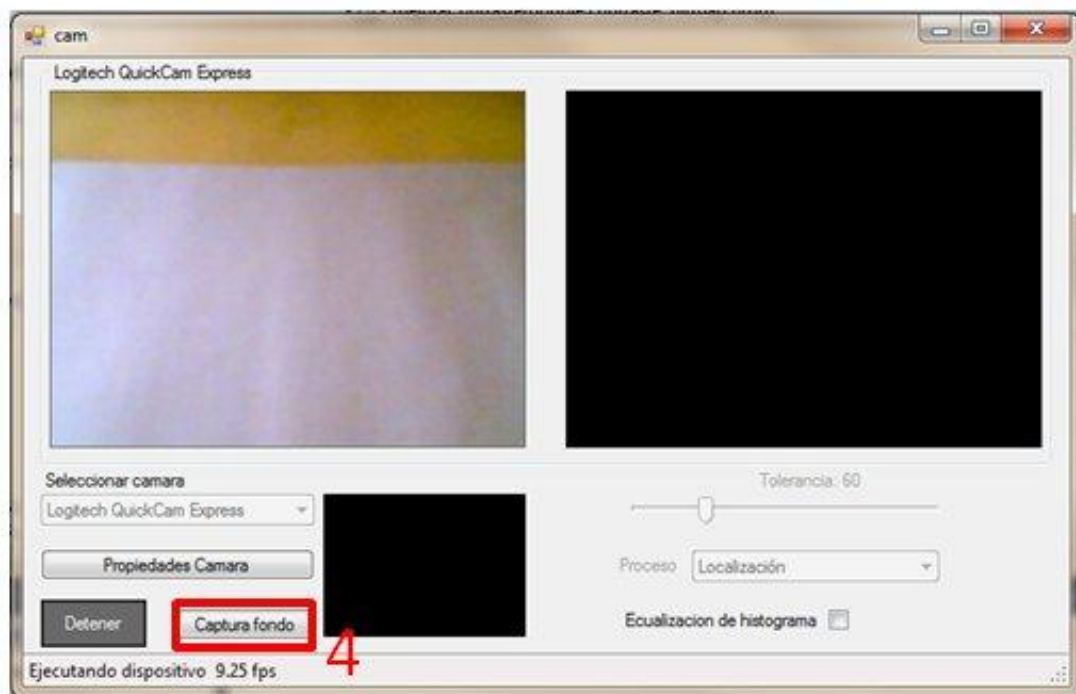 cam
Logitech QuickCam Express
Seleccionar camara
Logitech QuickCam Express
Propiedades Camara
Detener
Captura fondo
4
Tolerancia: 60
Proceso
Localización
Ecualizacion de histograma
Ejecutando dispositivo 9.25 fps